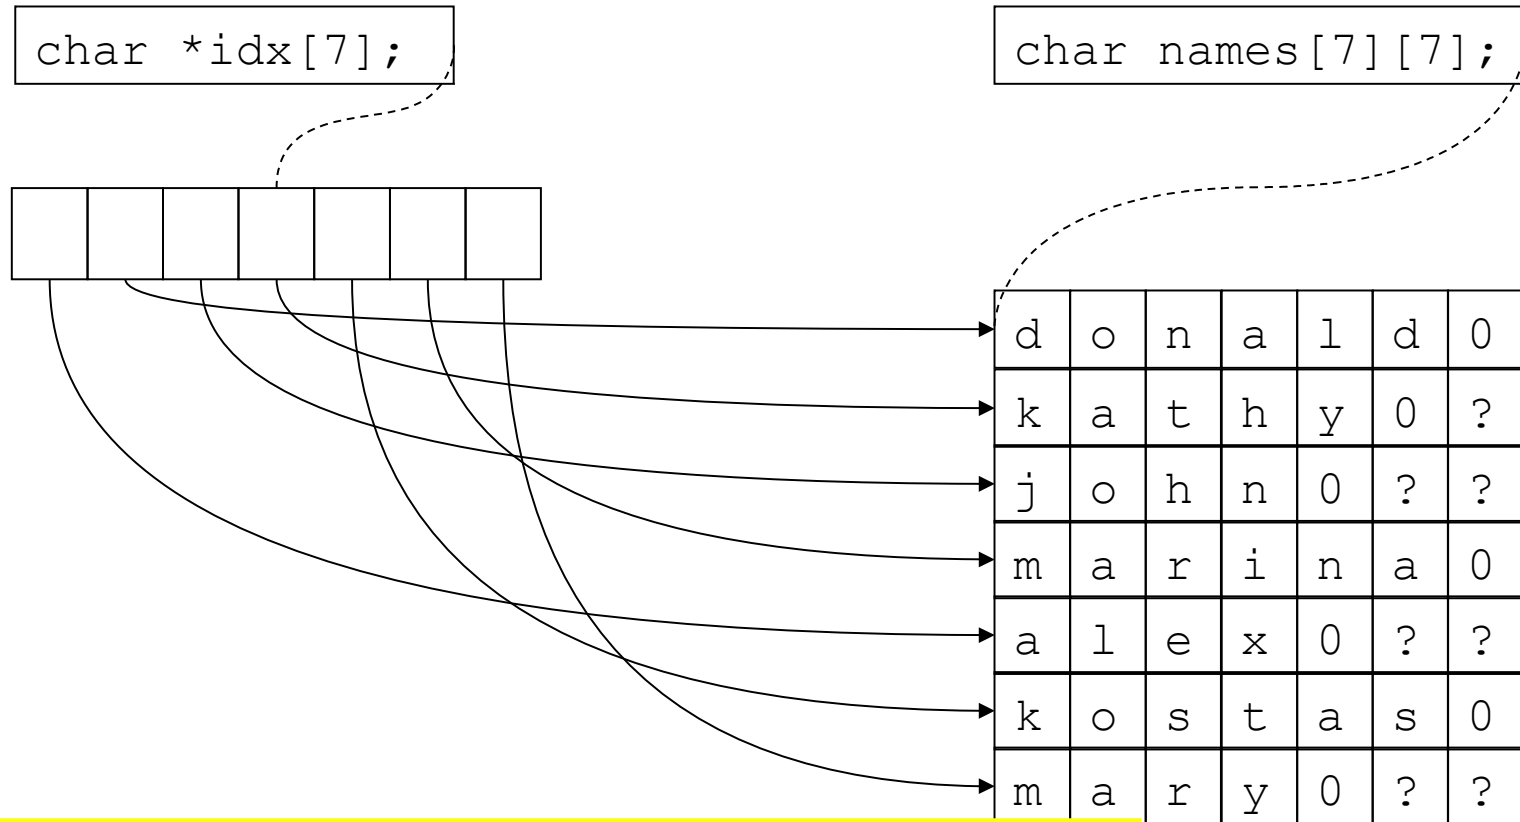 char *idx[7];
char names[7][7];
d o n a l d 0
k a t h y 0 ?
j o h n 0 ? ?
m a r i n a 0
a l e x 0 ? ?
k o s t a s 0
m a r y 0 ? ?